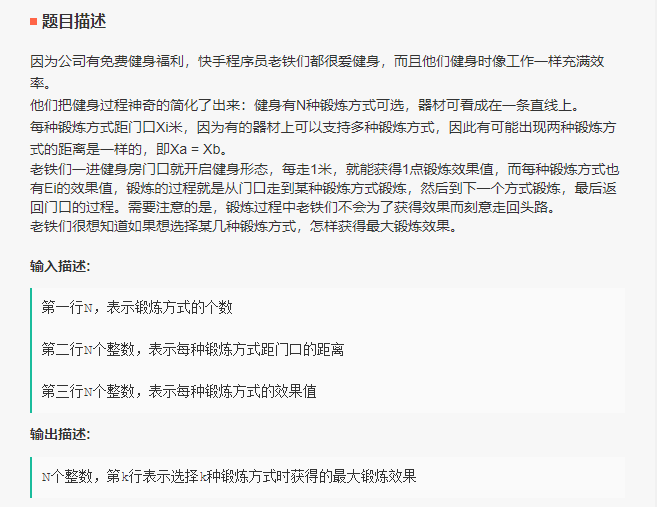 题目描述
因为公司有免费健身福利，快手程序员老铁们都很爱健身，而且他们健身时像工作一样充满效
率。
他们把健身过程神奇的简化了出来：健身有N种锻炼方式可选，器材可看成在一条直线上。
每种锻炼方式距门口Xi米，因为有的器材上可以支持多种锻炼方式，因此有可能出现两种锻炼方
式的距离是一样的，即Xa = Xb。
老铁们一进健身房门口就开启健身形态，每走1米，就能获得1点锻炼效果值，而每种锻炼方式也
有Ei的效果值，锻炼的过程就是从门口走到某种锻炼方式锻炼，然后到下一个方式锻炼，最后返
回门口的过程。需要注意的是，锻炼过程中老铁们不会为了获得效果而刻意走回头路。
老铁们很想知道如果想选择某几种锻炼方式，怎样获得最大锻炼效果。
输入描述:
第一行N，表示锻炼方式的个数
第二行N个整数，表示每种锻炼方式距门口的距离
第三行N个整数，表示每种锻炼方式的效果值
输出描述:
N个整数，第k行表示选择k种锻炼方式时获得的最大锻炼效果